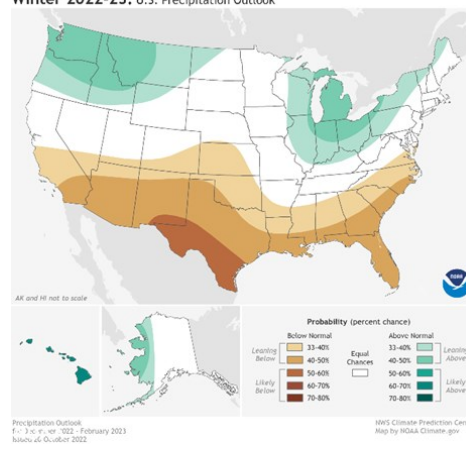 Winter 2022-23: U.S. Precipitation Outlook
NOAA
AK and HI not to scale
Probability (percent chance)
Below Normal
Above Normal
Leaning Below
33-40%
40-50%
Likely Below
50-60%
60-70%
70-80%
Equal Chances
33-40%
40-50%
Leaning Above
50-60%
60-70%
70-80%
Likely Above
Precipitation Outlook
2022 - February 2023
October 2022
NWS Climate Prediction
Map by NOAA Climate.gov